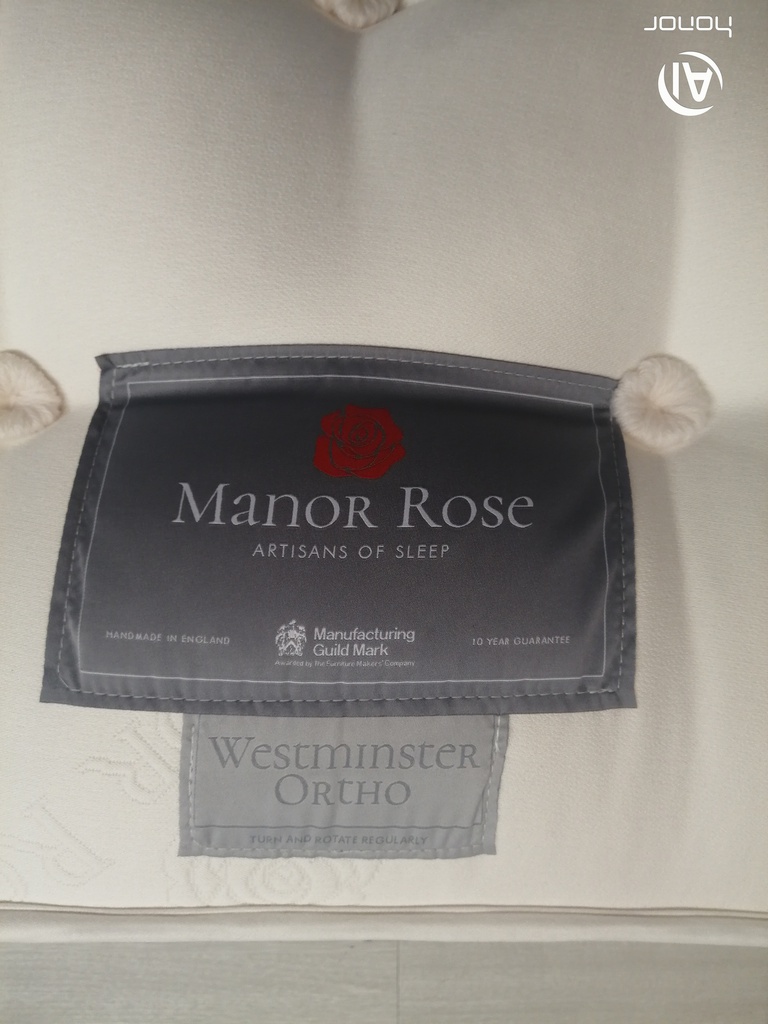 honor
AI
Manor Rose
ARTISANS OF SLEEP
HANDMADE IN ENGLAND
Manufacturing
Guild Mark
Awarded by The Furniture Makers' Company
10 YEAR GUARANTEE
Westminster
Ortho
TURN AND ROTATE REGULARLY